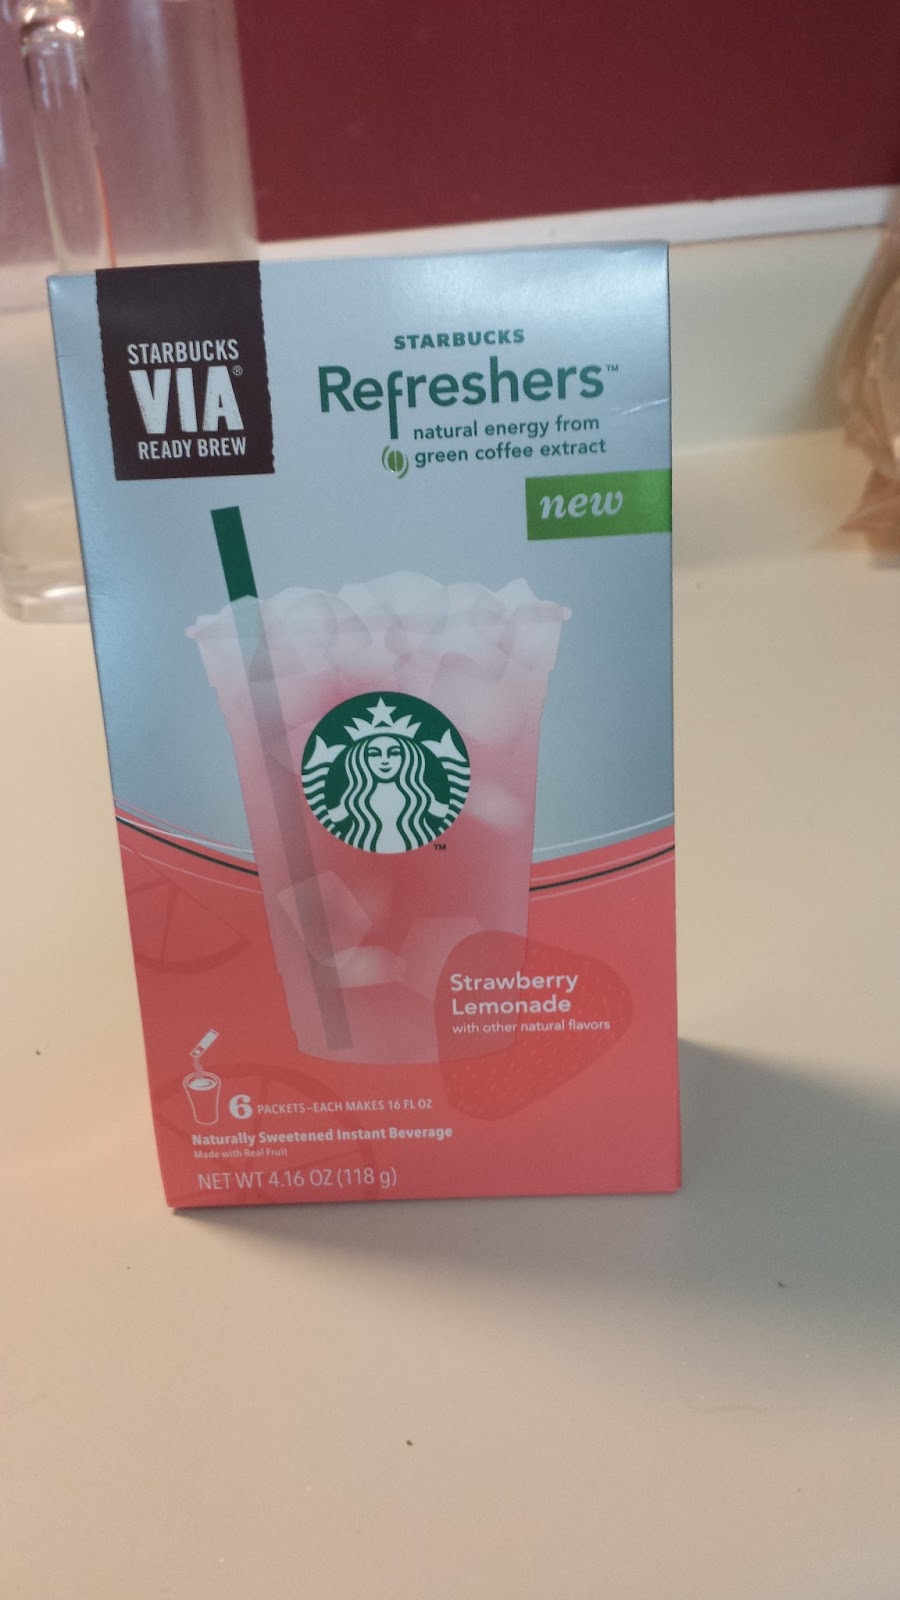 STARBUCKS
VIA®
READY BREW
STARBUCKS
Refreshers™
natural energy from
green coffee extract
new
TM
Strawberry
Lemonade
with other natural flavors
6 PACKETS-EACH MAKES 16 FL OZ
Naturally Sweetened Instant Beverage
Made with Real Fruit
NET WT 4.16 OZ (118 g)